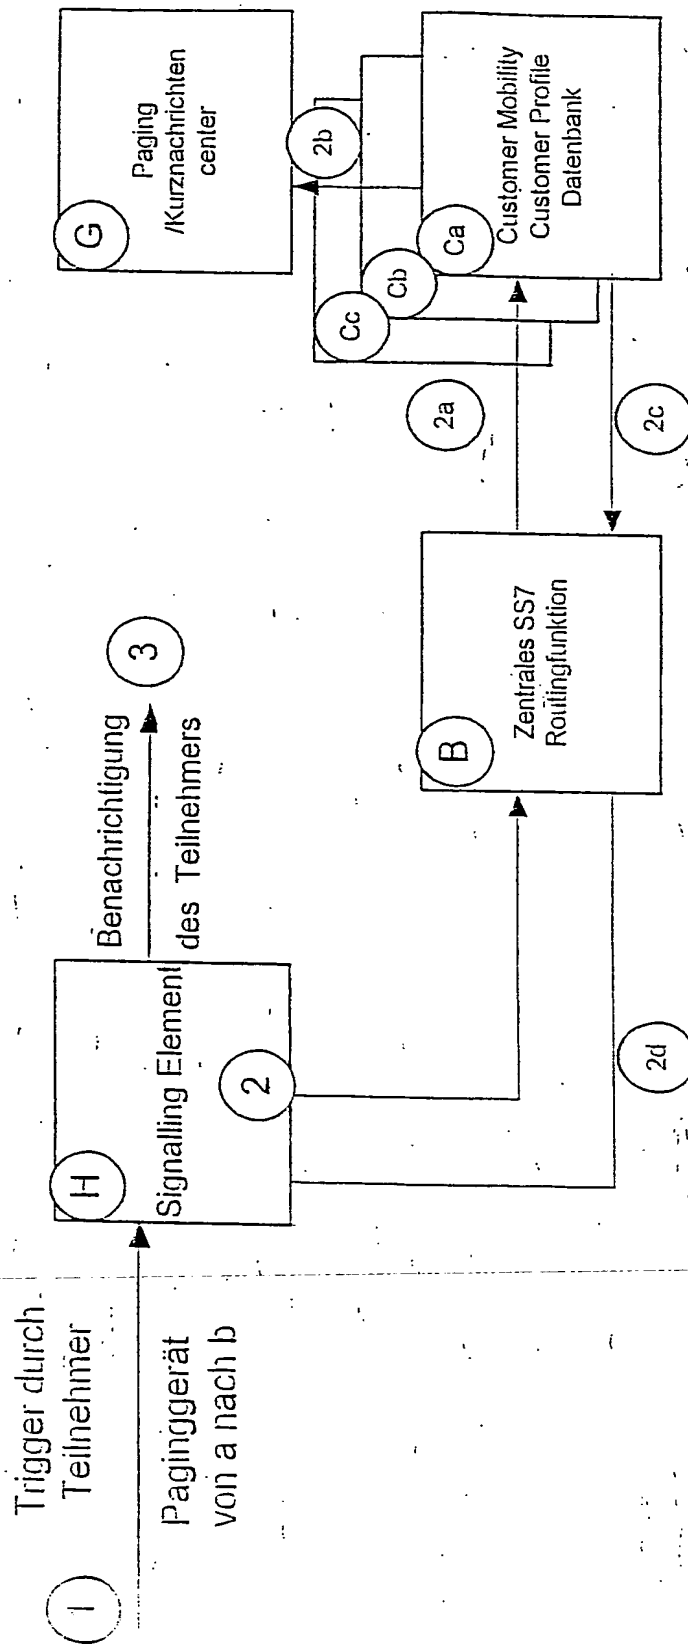 1
Trigger durch
Teilnehmer
Paginggerät
von a nach b
H
Signalling Element
2
Benachrichtigung
des Teilnehmers
3
2d
B
Zentrales SS7
Routingfunktion
2a
2c
G
Paging
/Kurznachrichten
center
2b
Cc
Cb
Ca
Customer Mobility
Customer Profile
Datenbank